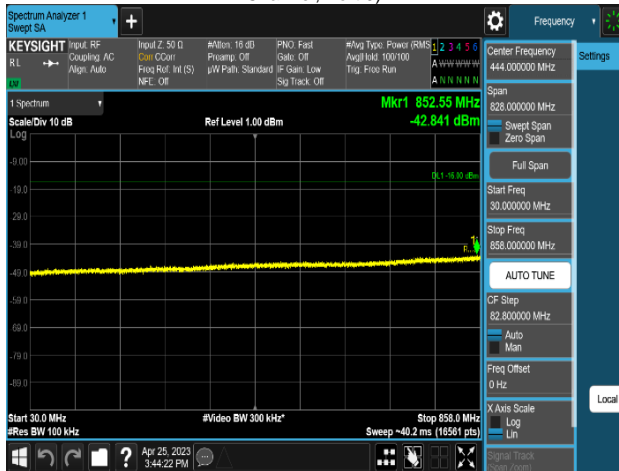 Spectrum Analyzer 1
Swept SA
Frequency
KEYSIGHT
Input: RF
Coupling: AC
Align: Auto
Input Z: 50 Ω
Corr CCorr
Freq Ref: Int (S)
NFE: Off
#Atten: 16 dB
Preamp: Off
µW Path: Standard
PNO: Fast
Gate: Off
IF Gain: Low
Sig Track: Off
#Avg Type: Power (RMS
Avg|Hold: 100/100
Trig: Free Run
1 2 3 4 5 6
A W W W W W
A N N N N N
R L
1 Spectrum
Scale/Div 10 dB
Ref Level 1.00 dBm
Mkr1 852.55 MHz
-42.841 dBm
Log
-9.00
-19.0
-29.0
-39.0
-49.0
-59.0
-69.0
-79.0
-89.0
DL1 -16.00 dBm
Start 30.0 MHz
#Video BW 300 kHz*
Stop 858.0 MHz
#Res BW 100 kHz
Sweep ~40.2 ms (16561 pts)
Apr 25, 2023
3:44:22 PM
Center Frequency
444.000000 MHz
Settings
Span
828.000000 MHz
Swept Span
Zero Span
Full Span
Start Freq
30.000000 MHz
Stop Freq
858.000000 MHz
AUTO TUNE
CF Step
82.800000 MHz
Auto
Man
Freq Offset
0 Hz
X Axis Scale
Log
Lin
Local
Signal Track